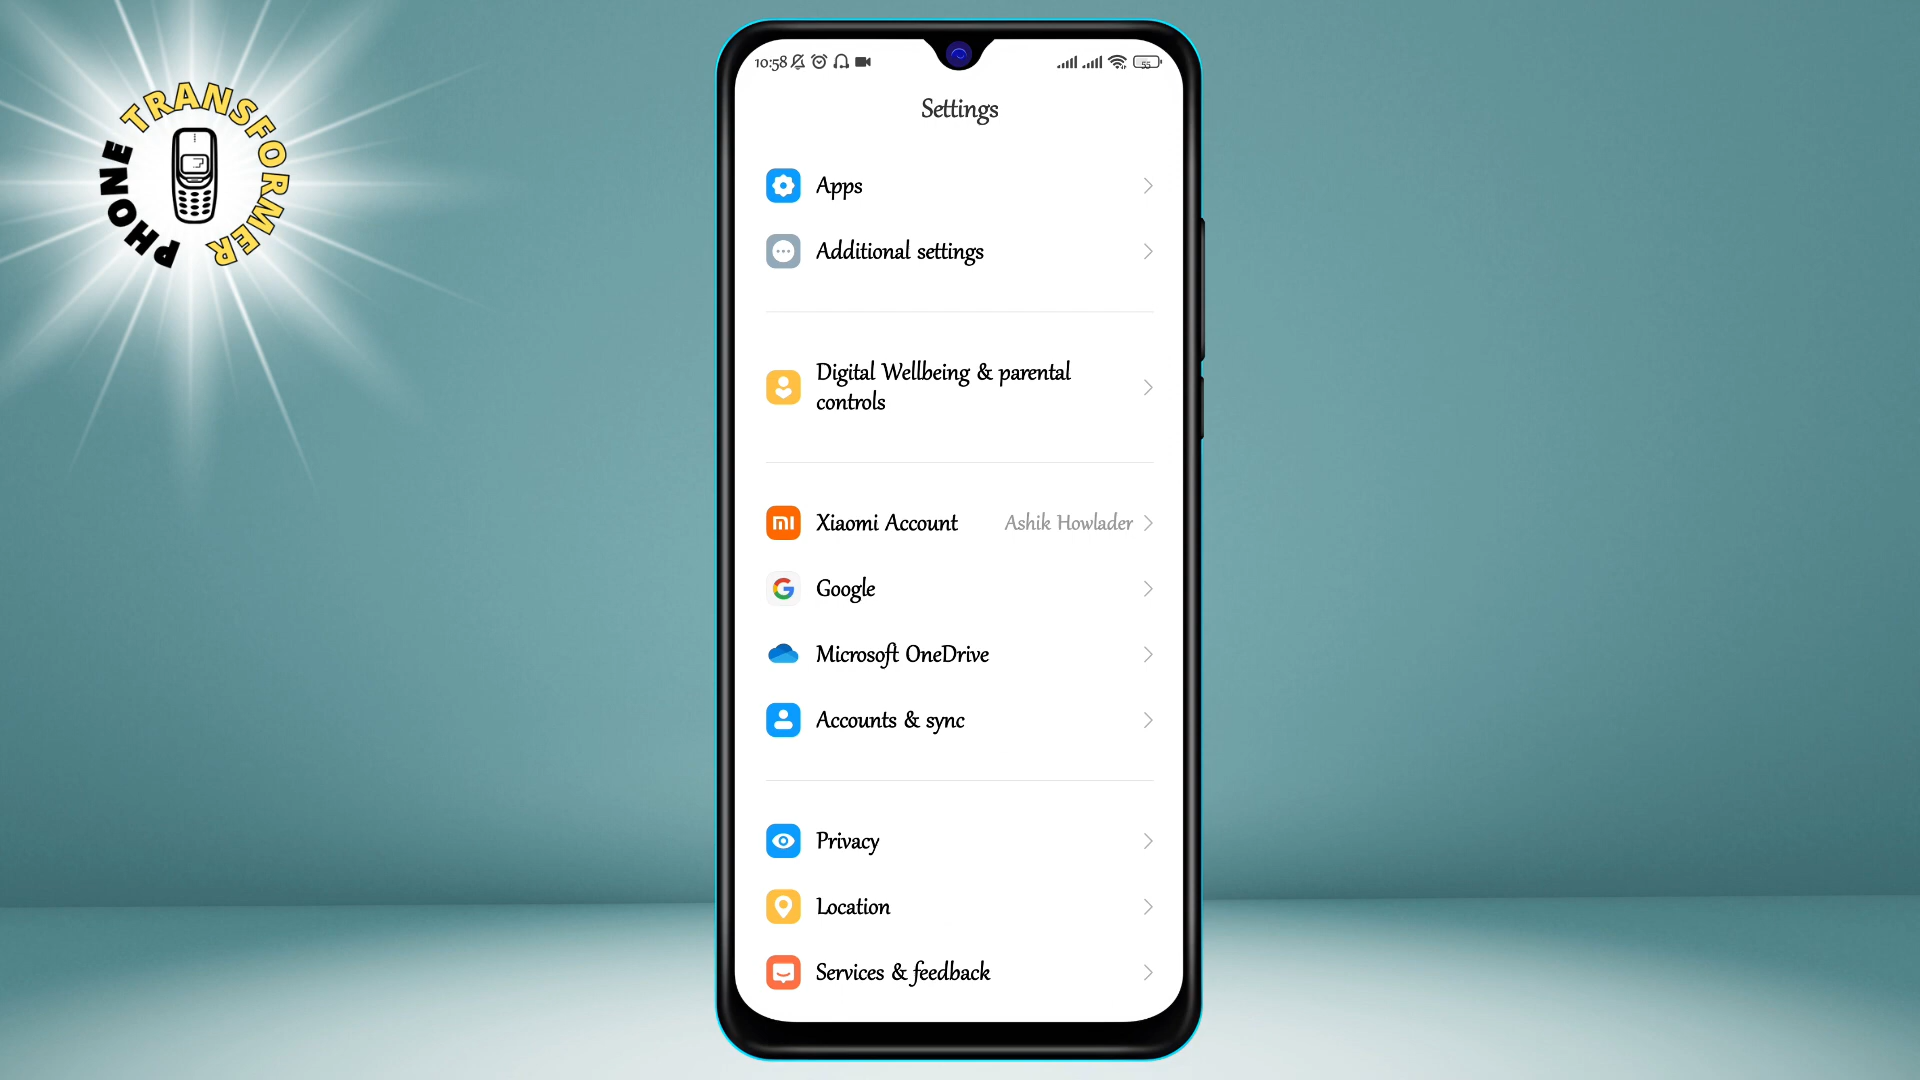 PHONE TRANSFORMER
10:58
55
Settings
Apps
Additional settings
Digital Wellbeing & parental
controls
Xiaomi Account Ashik Howlader
Google
Microsoft OneDrive
Accounts & sync
Privacy
Location
Services & feedback